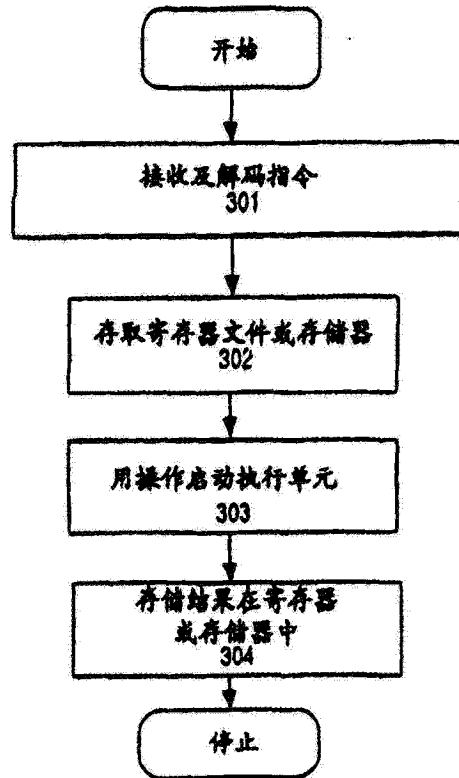 开始
接收及解码指令
301
存取寄存器文件或存储器
302
用操作启动执行单元
303
存储结果在寄存器
或存储器中
304
停止